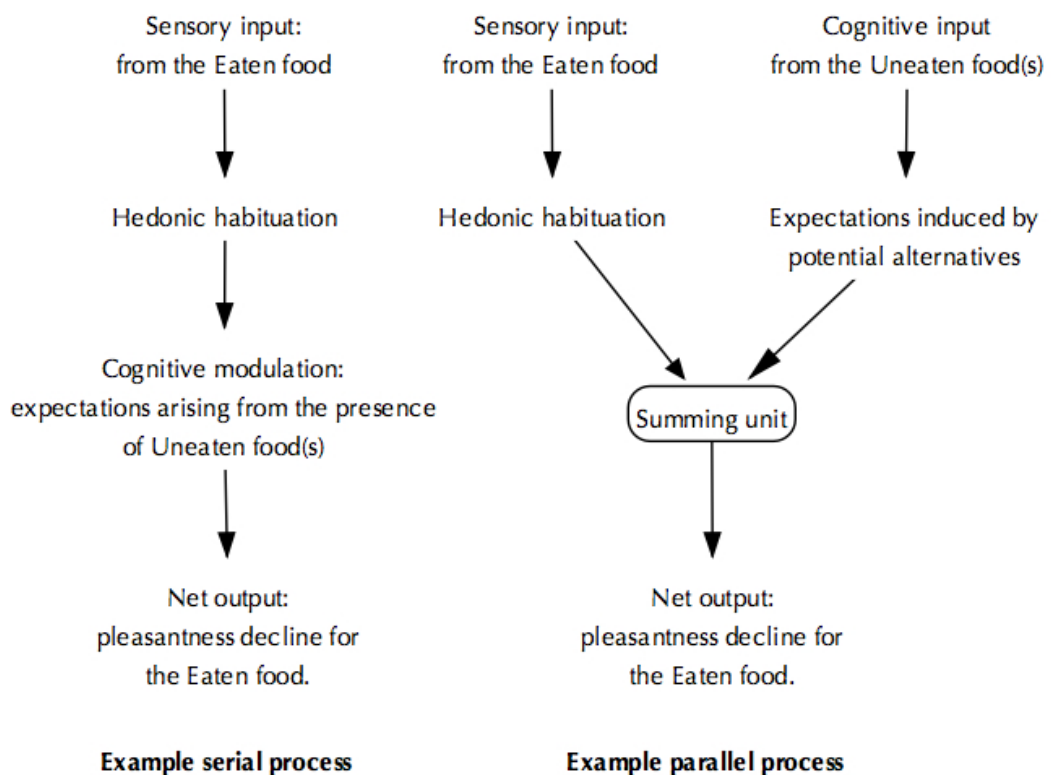 Sensory input:
from the Eaten food
Hedonic habituation
Cognitive modulation:
expectations arising from the presence
of Uneaten food(s)
Net output:
pleasantness decline for
the Eaten food.
Example serial process
Sensory input:
from the Eaten food
Hedonic habituation
Cognitive input
from the Uneaten food(s)
Expectations induced by
potential alternatives
Summing unit
Net output:
pleasantness decline for
the Eaten food.
Example parallel process